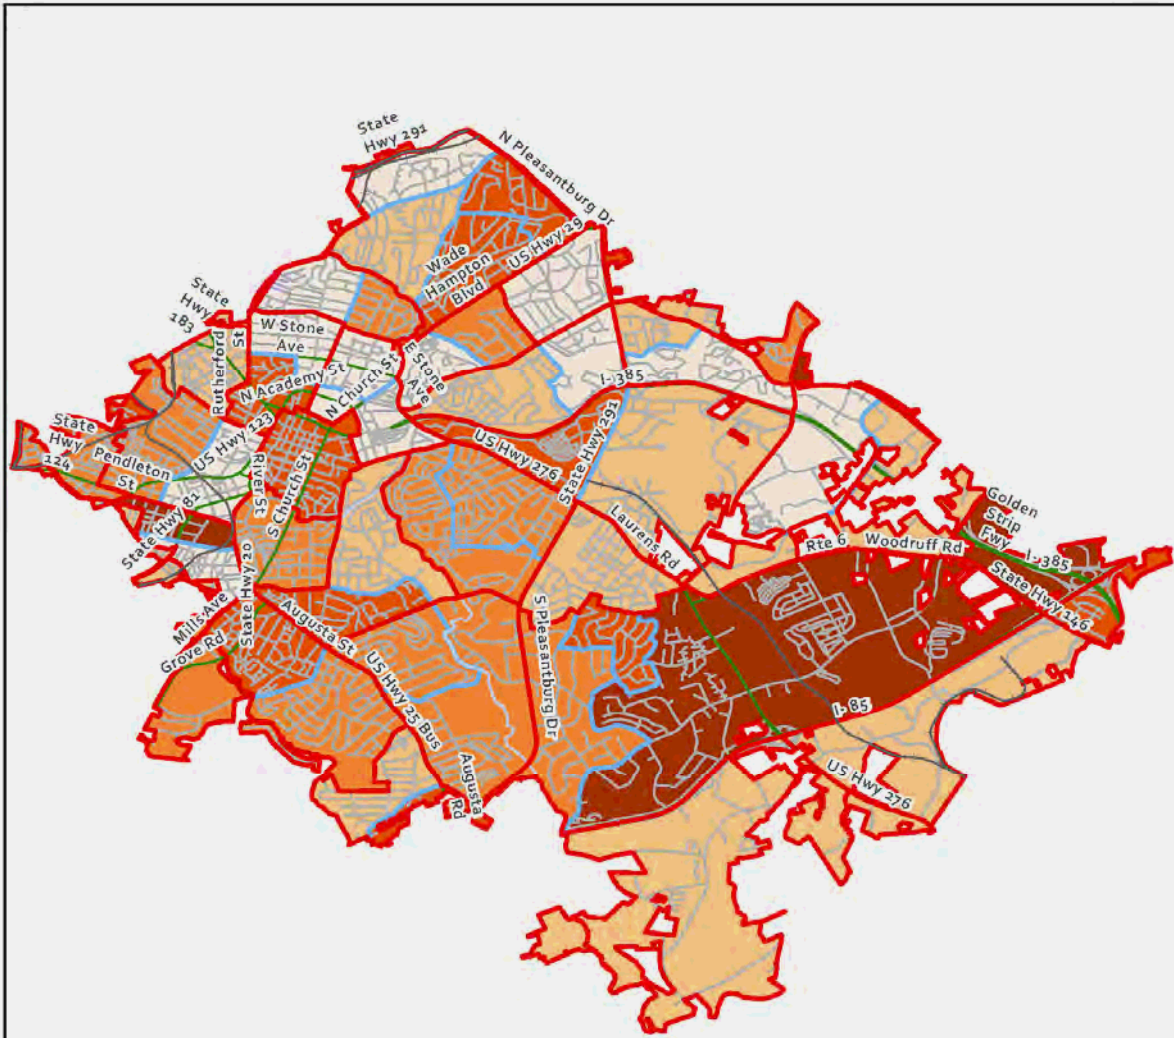 State
Hwy 291
N Pleasantburg Dr
US Hwy 29
Wade
Hampton
Blvd
State
Hwy
183
Rutherford
St
W Stone
Ave
N Academy St
N Church St
E Stone
Ave
I-385
State
Hwy
124
Pendleton
St
US Hwy 123
River St
S Church St
US Hwy 276
State Hwy 291
State Hwy 81
Laurens Rd
Rte 6
Woodruff Rd
Golden
Strip
Fwy
I-385
State Hwy 146
State Hwy 20
Mills Ave
Grove Rd
Augusta St
US Hwy 25 Bus
S Pleasantburg Dr
Augusta
Rd
I-85
US Hwy 276